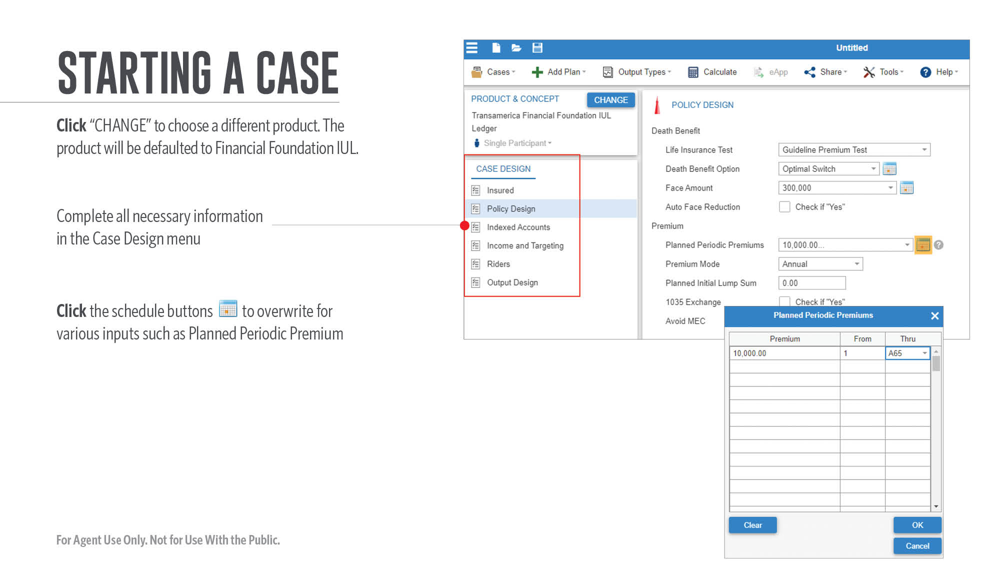 STARTING A CASE
Click “CHANGE” to choose a different product. The
product will be defaulted to Financial Foundation IUL.
Complete all necessary information
in the Case Design menu
Click the schedule buttons to overwrite for
various inputs such as Planned Periodic Premium
For Agent Use Only. Not for Use With the Public.
Untitled
Cases Add Plan Output Types Calculate eApp Share Tools Help
PRODUCT & CONCEPT CHANGE
Transamerica Financial Foundation IUL
Ledger
Single Participant
CASE DESIGN
Insured
Policy Design
Indexed Accounts
Income and Targeting
Riders
Output Design
POLICY DESIGN
Death Benefit
Life Insurance Test Guideline Premium Test
Death Benefit Option Optimal Switch
Face Amount 300,000
Auto Face Reduction Check if "Yes"
Premium
Planned Periodic Premiums 10,000.00... ?
Premium Mode Annual
Planned Initial Lump Sum 0.00
1035 Exchange Check if "Yes"
Avoid MEC
Planned Periodic Premiums
Premium From Thru
10,000.00 1 A65
Clear OK
Cancel